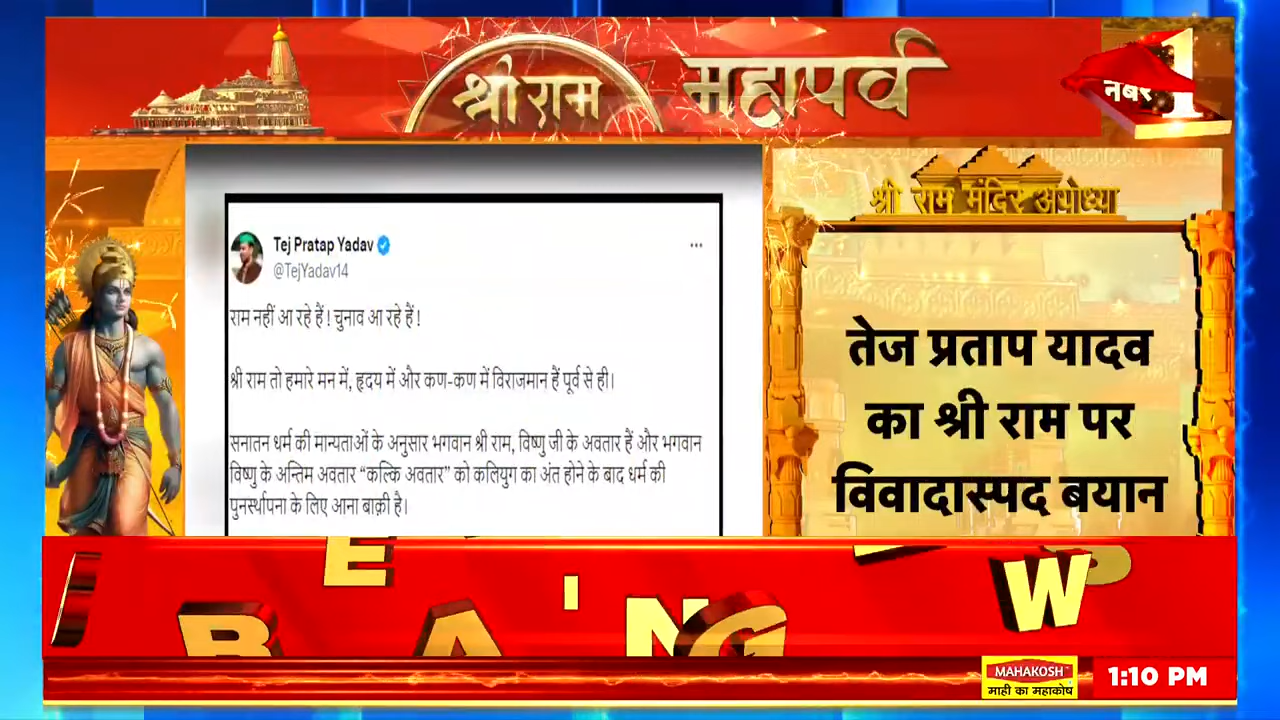 श्री राम महापर्व
नंबर 1
Tej Pratap Yadav
@TejYadav14
राम नहीं आ रहे हैं ! चुनाव आ रहे हैं !
श्री राम तो हमारे मन में, हृदय में और कण-कण में विराजमान हैं पूर्व से ही।
सनातन धर्म की मान्यताओं के अनुसार भगवान श्री राम, विष्णु जी के अवतार हैं और भगवान
विष्णु के अन्तिम अवतार “कल्कि अवतार” को कलियुग का अंत होने के बाद धर्म की
पुनर्स्थापना के लिए आना बाक़ी है।
श्री राम मंदिर अयोध्या
तेज प्रताप यादव
का श्री राम पर
विवादास्पद बयान
MAHAKOSH
माही का महाकोष
1:10 PM